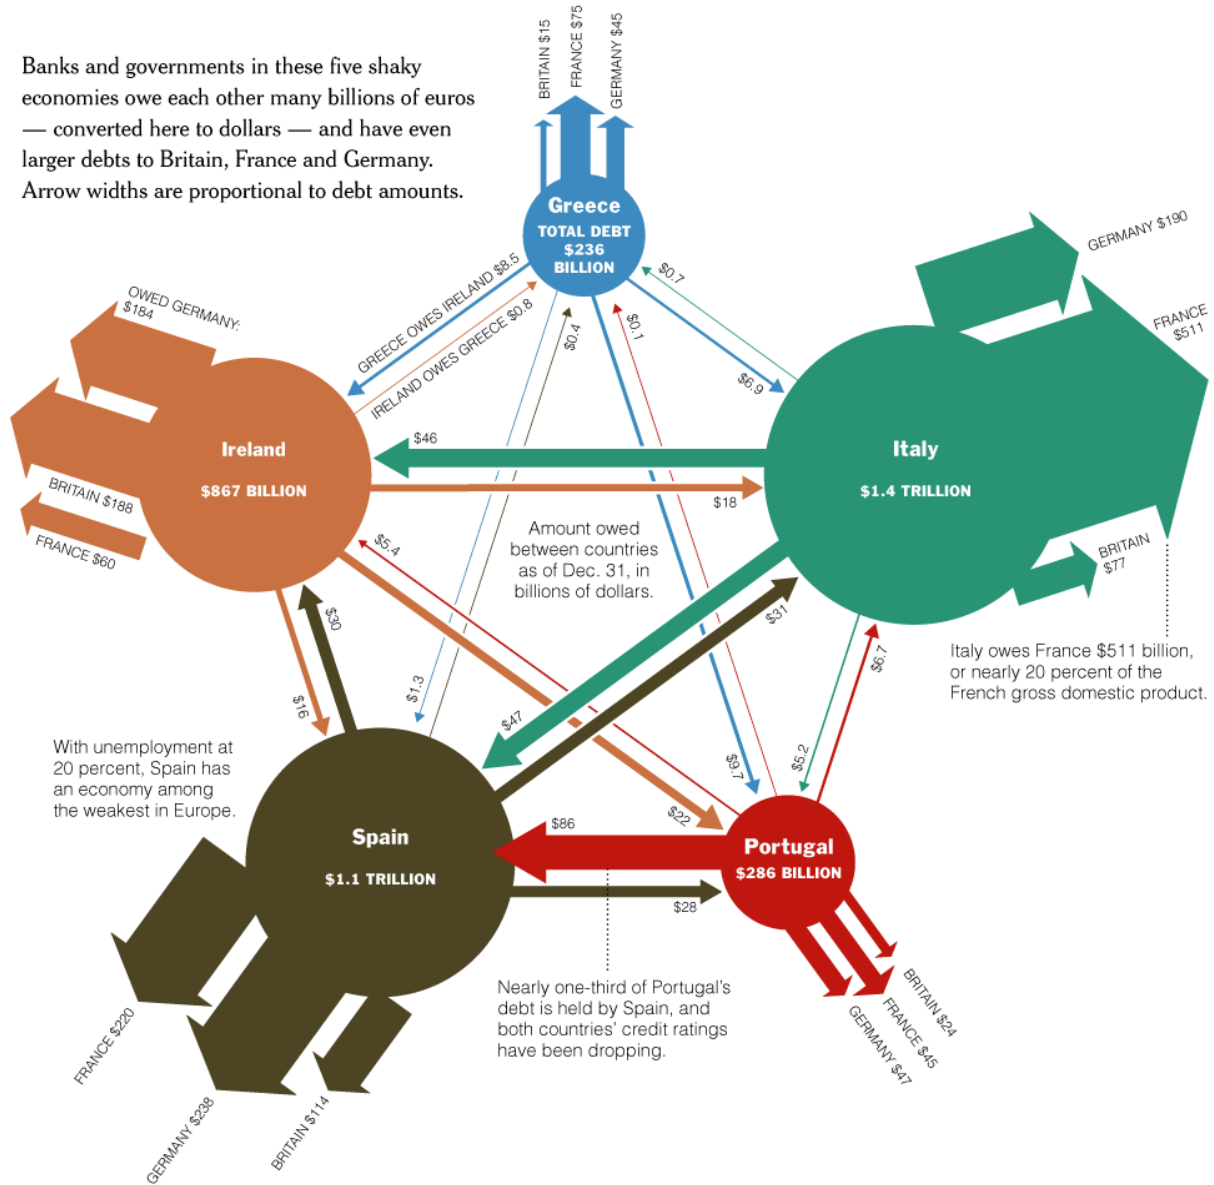 Banks and governments in these five shaky
economies owe each other many billions of euros
— converted here to dollars — and have even
larger debts to Britain, France and Germany.
Arrow widths are proportional to debt amounts.
BRITAIN $15
FRANCE $75
GERMANY $45
Greece
TOTAL DEBT
$236
BILLION
GREECE OWES IRELAND $8.5
IRELAND OWES GREECE $0.8
$0.4
$0.1
$0.7
$6.9
OWED GERMANY:
$184
GERMANY $190
FRANCE
$511
Ireland
$867 BILLION
BRITAIN $188
FRANCE $60
$46
$18
Italy
$1.4 TRILLION
BRITAIN
$77
Amount owed
between countries
as of Dec. 31, in
billions of dollars.
$5.4
$30
$16
$1.3
$47
$31
$6.7
$5.2
$9.7
$22
Italy owes France $511 billion,
or nearly 20 percent of the
French gross domestic product.
With unemployment at
20 percent, Spain has
an economy among
the weakest in Europe.
Spain
$1.1 TRILLION
$86
$28
Portugal
$286 BILLION
Nearly one-third of Portugal's
debt is held by Spain, and
both countries' credit ratings
have been dropping.
FRANCE $220
GERMANY $238
BRITAIN $114
GERMANY $47
FRANCE $45
BRITAIN $24